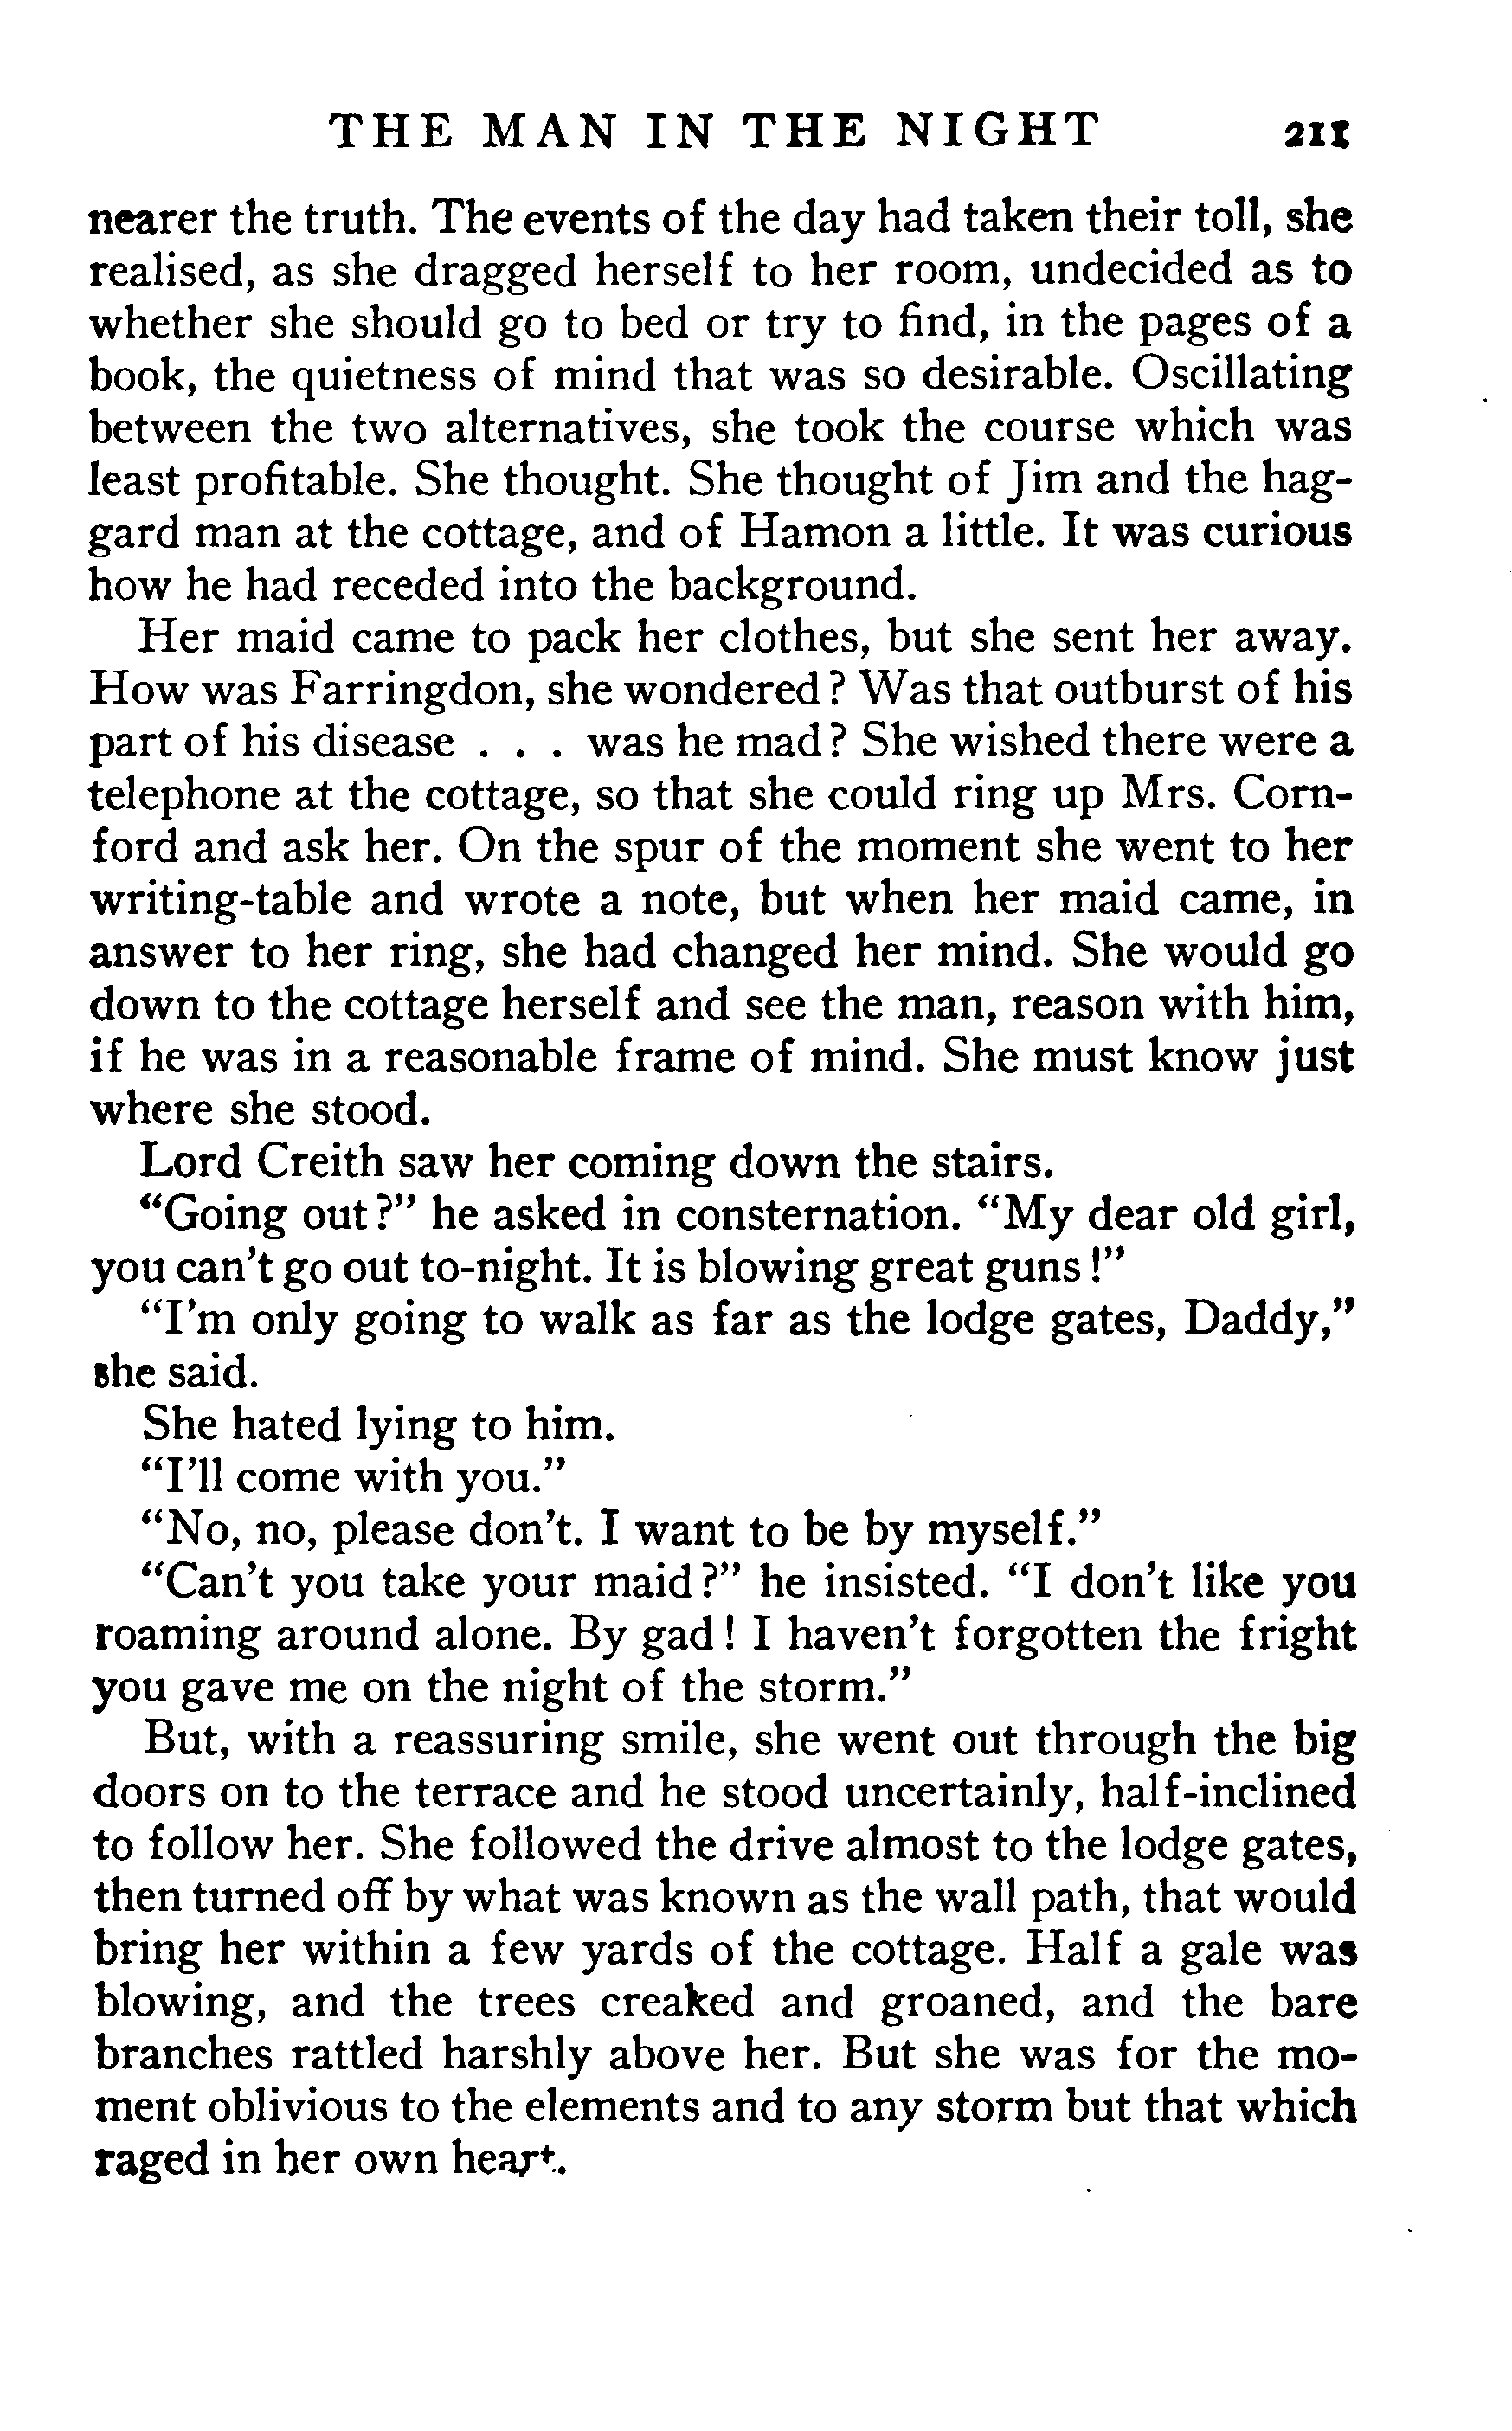 THE MAN IN THE NIGHT 211
nearer the truth. The events of the day had taken their toll, she
realised, as she dragged herself to her room, undecided as to
whether she should go to bed or try to find, in the pages of a
book, the quietness of mind that was so desirable. Oscillating
between the two alternatives, she took the course which was
least profitable. She thought. She thought of Jim and the hag-
gard man at the cottage, and of Hamon a little. It was curious
how he had receded into the background.
Her maid came to pack her clothes, but she sent her away.
How was Farringdon, she wondered? Was that outburst of his
part of his disease . . . was he mad? She wished there were a
telephone at the cottage, so that she could ring up Mrs. Corn-
ford and ask her. On the spur of the moment she went to her
writing-table and wrote a note, but when her maid came, in
answer to her ring, she had changed her mind. She would go
down to the cottage herself and see the man, reason with him,
if he was in a reasonable frame of mind. She must know just
where she stood.
Lord Creith saw her coming down the stairs.
“Going out?” he asked in consternation. “My dear old girl,
you can't go out to-night. It is blowing great guns!”
“I'm only going to walk as far as the lodge gates, Daddy,”
she said.
She hated lying to him.
“I'll come with you.”
“No, no, please don't. I want to be by myself.”
“Can't you take your maid?” he insisted. “I don't like you
roaming around alone. By gad! I haven't forgotten the fright
you gave me on the night of the storm.”
But, with a reassuring smile, she went out through the big
doors on to the terrace and he stood uncertainly, half-inclined
to follow her. She followed the drive almost to the lodge gates,
then turned off by what was known as the wall path, that would
bring her within a few yards of the cottage. Half a gale was
blowing, and the trees creaked and groaned, and the bare
branches rattled harshly above her. But she was for the mo-
ment oblivious to the elements and to any storm but that which
raged in her own heart.